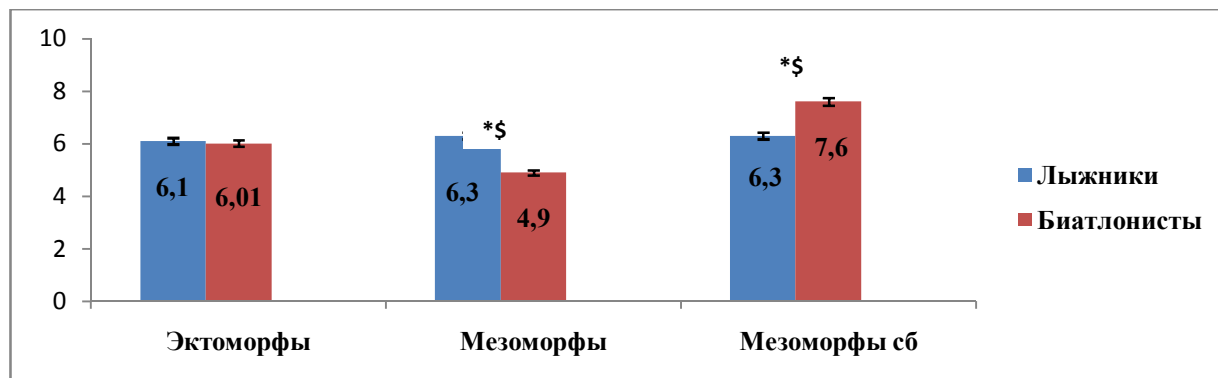 10
8
6
4
2
0
*$
*$
6,1
6,01
6,3
4,9
6,3
7,6
Эктоморфы
Мезоморфы
Мезоморфы сб
Лыжники
Биатлонисты